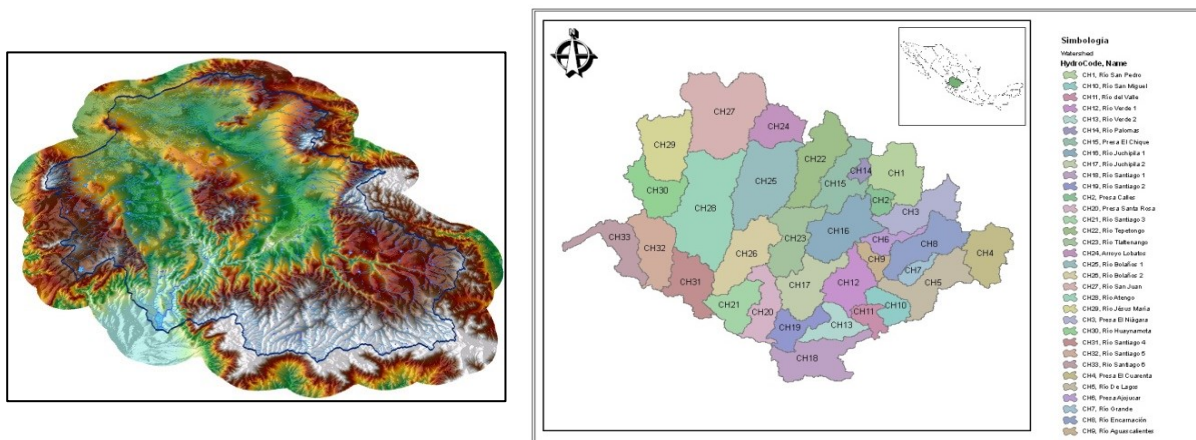 CH27
CH24
CH29
CH22
CH14
CH1
CH30
CH25
CH15
CH2
CH28
CH3
CH16
CH33
CH32
CH23
CH6
CH8
CH4
CH26
CH9
CH7
CH31
CH17
CH12
CH5
CH21
CH20
CH11
CH10
CH19
CH13
CH18
Simbología
Watershed
HydroCode, Name
CH1, Río San Pedro
CH10, Río San Miguel
CH11, Río del Valle
CH12, Río Verde 1
CH13, Río Verde 2
CH14, Río Palomas
CH15, Presa El Chique
CH16, Río Juchipila 1
CH17, Río Juchipila 2
CH18, Río Santiago 1
CH19, Río Santiago 2
CH2, Presa Calles
CH20, Presa Santa Rosa
CH21, Río Santiago 3
CH22, Río Tepetongo
CH23, Río Tlaltenango
CH24, Arroyo Lobatos
CH25, Río Bolaños 1
CH26, Río Bolaños 2
CH27, Río San Juan
CH28, Río Atengo
CH29, Río Jésus María
CH3, Presa El Niágara
CH30, Río Huaynamota
CH31, Río Santiago 4
CH32, Río Santiago 5
CH33, Río Santiago 6
CH4, Presa El Cuarenta
CH5, Río De Lagos
CH6, Presa Ajojucar
CH7, Río Grande
CH8, Río Encarnación
CH9, Río Aguascalientes